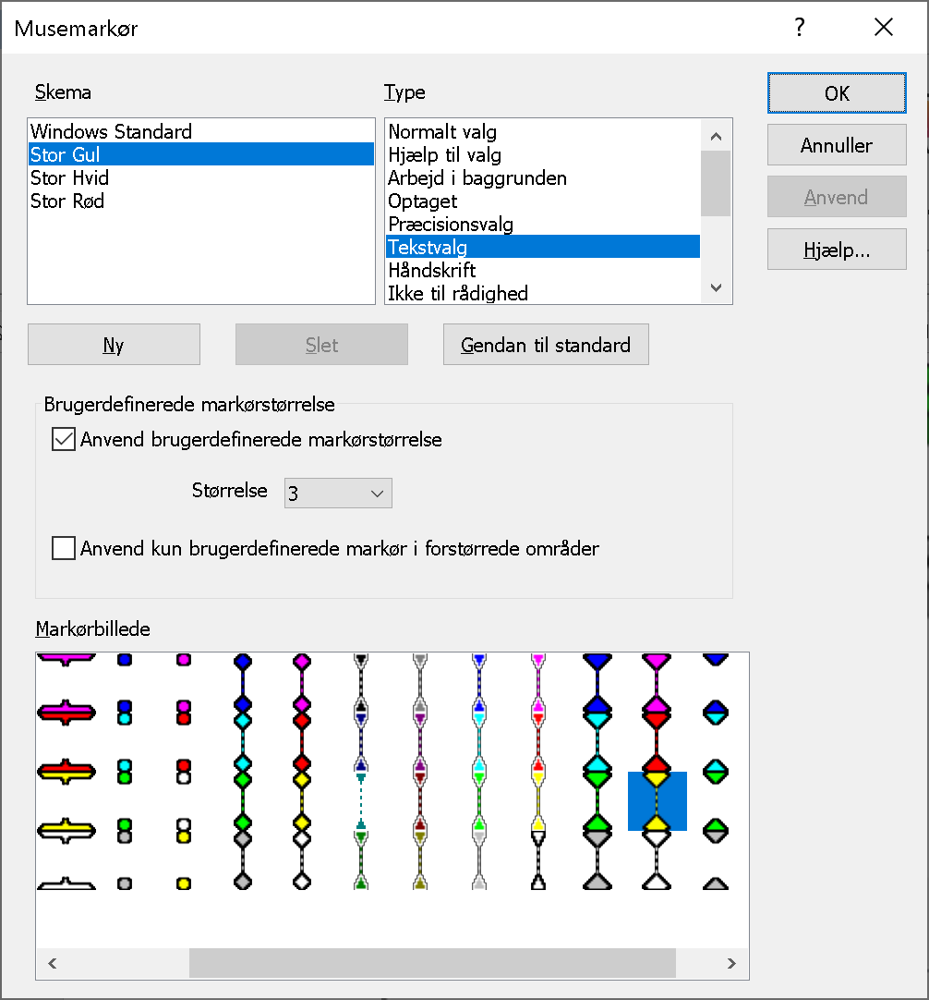 Musemarkør
?
Skema
Type
OK
Windows Standard
Stor Gul
Stor Hvid
Stor Rød
Normalt valg
Hjælp til valg
Arbejd i baggrunden
Optaget
Præcisionsvalg
Tekstvalg
Håndskrift
Ikke til rådighed
Annuller
Anvend
Hjælp...
Ny
Slet
Gendan til standard
Brugerdefinerede markørstørrelse
Anvend brugerdefinerede markørstørrelse
Størrelse
3
Anvend kun brugerdefinerede markør i forstørrede områder
Markørbillede